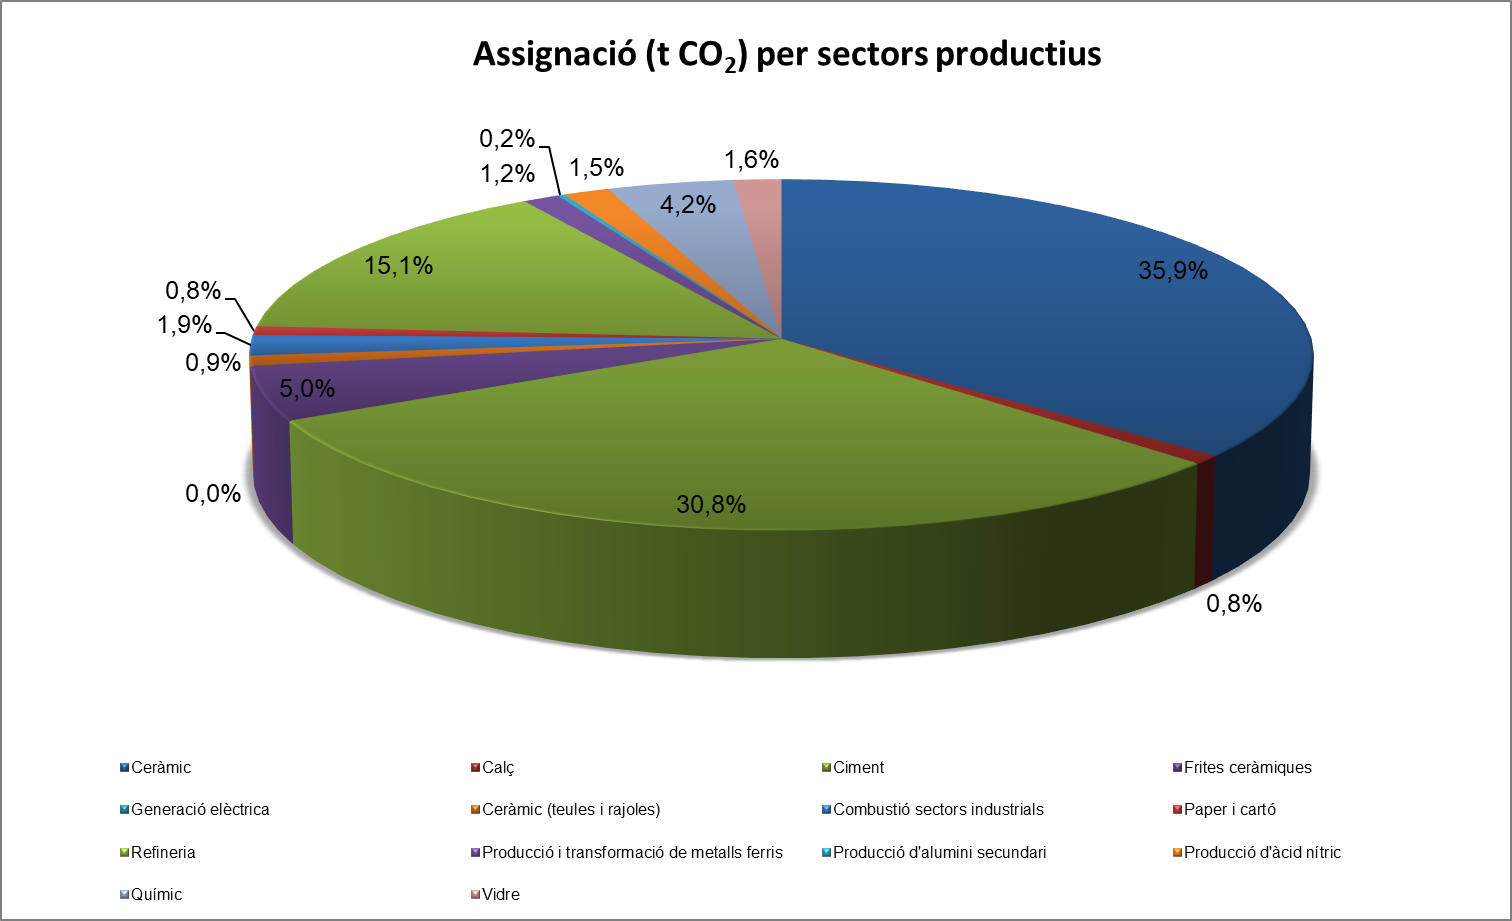 Assignació (t CO₂) per sectors productius
0,2%
1,2%
1,5%
1,6%
4,2%
15,1%
35,9%
0,8%
1,9%
0,9%
5,0%
0,0%
30,8%
0,8%
Ceràmic
Calç
Ciment
Frites ceràmiques
Generació elèctrica
Ceràmic (teules i rajoles)
Combustió sectors industrials
Paper i cartó
Refineria
Producció i transformació de metalls ferris
Producció d'alumini secundari
Producció d'àcid nítric
Químic
Vidre